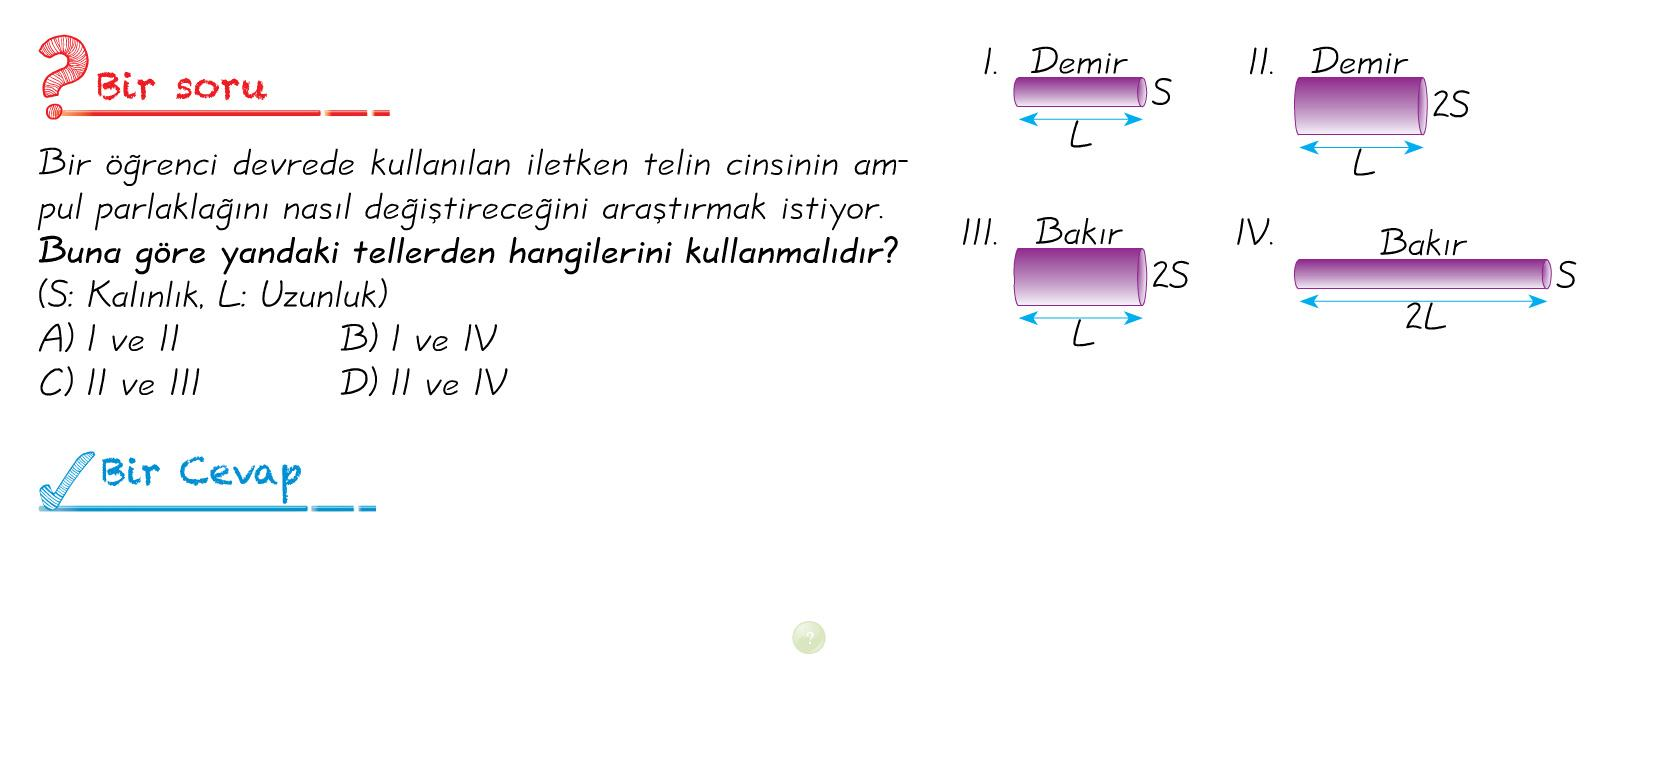 Bir soru
Bir öğrenci devrede kullanılan iletken telin cinsinin am-
pul parlaklağını nasıl değiştireceğini araştırmak istiyor.
Buna göre yandaki tellerden hangilerini kullanmalıdır?
(S: Kalınlık, L: Uzunluk)
A) I ve II B) I ve IV
C) II ve III D) II ve IV
I. Demir
S
L
II. Demir
2S
L
III. Bakır
2S
L
IV. Bakır
S
2L
Bir Cevap
?